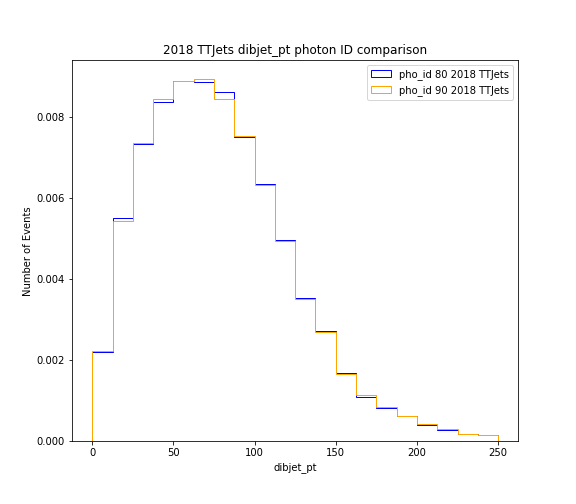 2018 TTJets dibjet_pt photon ID comparison
pho_id 80 2018 TTJets
pho_id 90 2018 TTJets
Number of Events
0.008
0.006
0.004
0.002
0.000
0
50
100
150
200
250
dibjet_pt